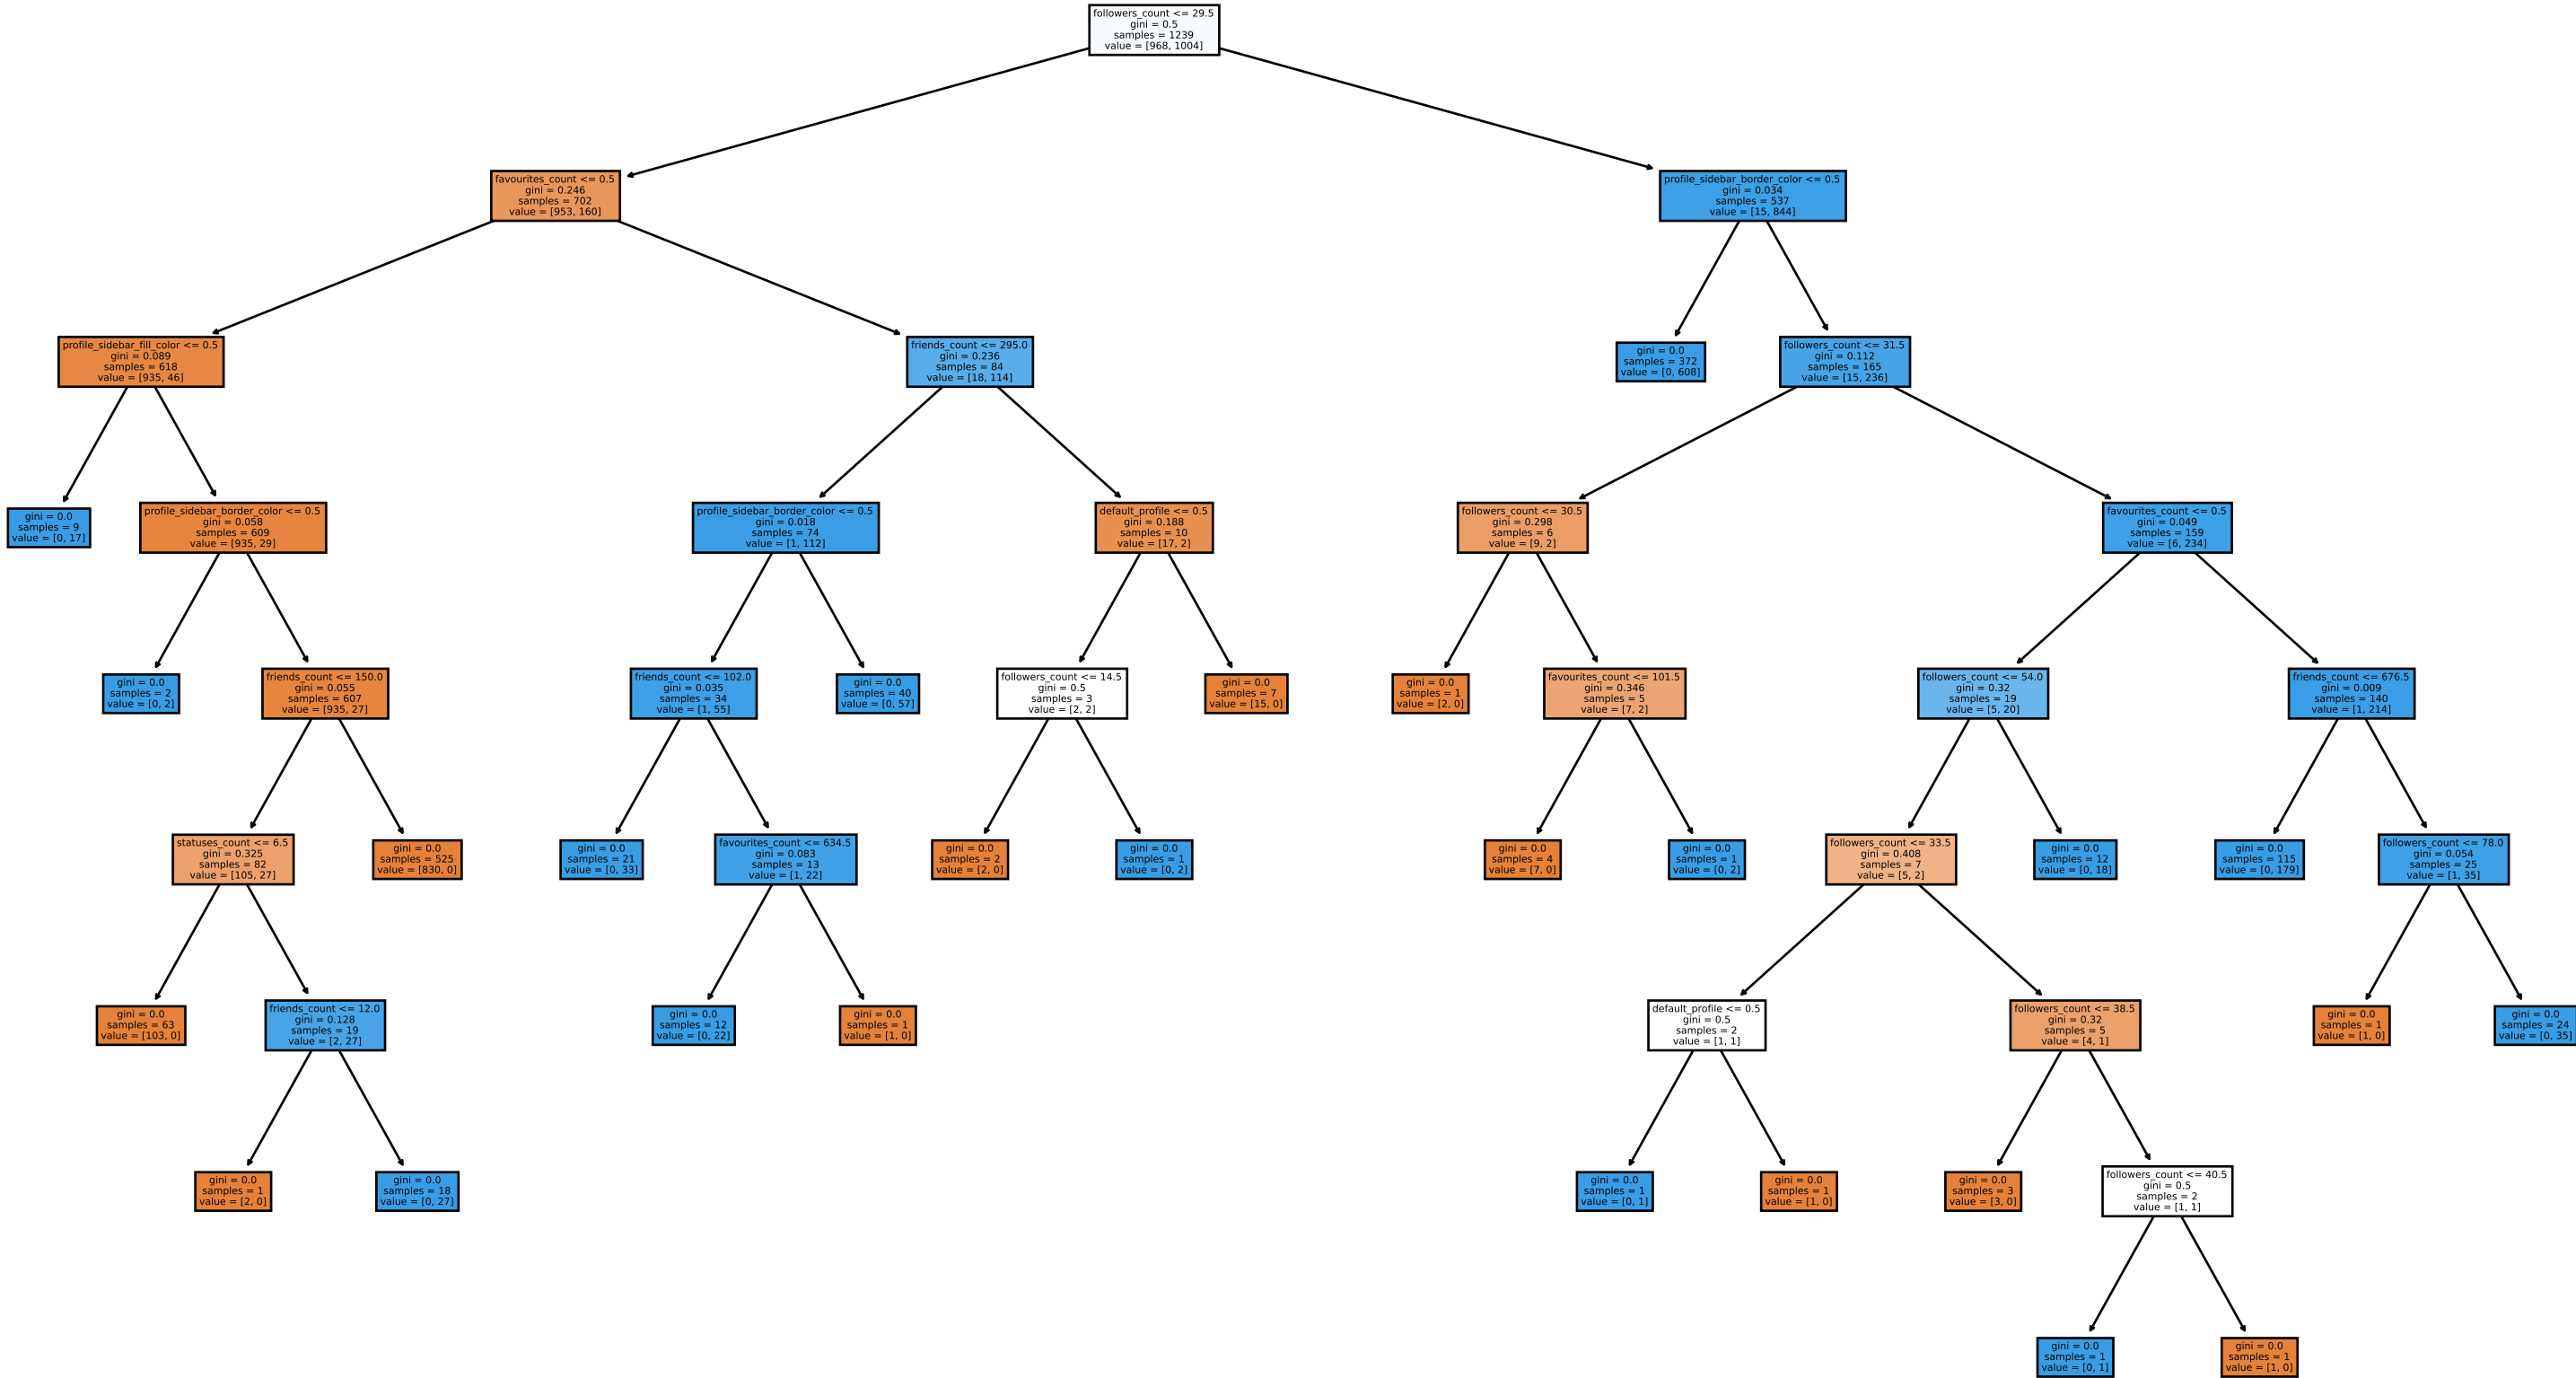 followers_count <= 29.5
gini = 0.5
samples = 1239
value = [968, 1004]
favourites_count <= 0.5
gini = 0.246
samples = 702
value = [953, 160]
profile_sidebar_border_color <= 0.5
gini = 0.034
samples = 537
value = [15, 844]
profile_sidebar_fill_color <= 0.5
gini = 0.089
samples = 618
value = [935, 46]
friends_count <= 295.0
gini = 0.236
samples = 84
value = [18, 114]
gini = 0.0
samples = 372
value = [0, 608]
followers_count <= 31.5
gini = 0.112
samples = 165
value = [15, 236]
gini = 0.0
samples = 9
value = [0, 17]
profile_sidebar_border_color <= 0.5
gini = 0.058
samples = 609
value = [935, 29]
profile_sidebar_border_color <= 0.5
gini = 0.018
samples = 74
value = [1, 112]
default_profile <= 0.5
gini = 0.188
samples = 10
value = [17, 2]
followers_count <= 30.5
gini = 0.298
samples = 6
value = [9, 2]
favourites_count <= 0.5
gini = 0.049
samples = 159
value = [6, 234]
gini = 0.0
samples = 2
value = [0, 2]
friends_count <= 150.0
gini = 0.055
samples = 607
value = [935, 27]
friends_count <= 102.0
gini = 0.035
samples = 34
value = [1, 55]
gini = 0.0
samples = 40
value = [0, 57]
followers_count <= 14.5
gini = 0.5
samples = 3
value = [2, 2]
gini = 0.0
samples = 7
value = [15, 0]
gini = 0.0
samples = 1
value = [2, 0]
favourites_count <= 101.5
gini = 0.346
samples = 5
value = [7, 2]
followers_count <= 54.0
gini = 0.32
samples = 19
value = [5, 20]
friends_count <= 676.5
gini = 0.009
samples = 140
value = [1, 214]
statuses_count <= 6.5
gini = 0.325
samples = 82
value = [105, 27]
gini = 0.0
samples = 525
value = [830, 0]
gini = 0.0
samples = 21
value = [0, 33]
favourites_count <= 634.5
gini = 0.083
samples = 13
value = [1, 22]
gini = 0.0
samples = 2
value = [2, 0]
gini = 0.0
samples = 1
value = [0, 2]
gini = 0.0
samples = 4
value = [7, 0]
gini = 0.0
samples = 1
value = [0, 2]
followers_count <= 33.5
gini = 0.408
samples = 7
value = [5, 2]
gini = 0.0
samples = 12
value = [0, 18]
gini = 0.0
samples = 115
value = [0, 179]
followers_count <= 78.0
gini = 0.054
samples = 25
value = [1, 35]
gini = 0.0
samples = 63
value = [103, 0]
friends_count <= 12.0
gini = 0.128
samples = 19
value = [2, 27]
gini = 0.0
samples = 12
value = [0, 22]
gini = 0.0
samples = 1
value = [1, 0]
default_profile <= 0.5
gini = 0.5
samples = 2
value = [1, 1]
followers_count <= 38.5
gini = 0.32
samples = 5
value = [4, 1]
gini = 0.0
samples = 1
value = [1, 0]
gini = 0.0
samples = 24
value = [0, 35]
gini = 0.0
samples = 1
value = [2, 0]
gini = 0.0
samples = 18
value = [0, 27]
gini = 0.0
samples = 1
value = [0, 1]
gini = 0.0
samples = 1
value = [1, 0]
gini = 0.0
samples = 3
value = [3, 0]
followers_count <= 40.5
gini = 0.5
samples = 2
value = [1, 1]
gini = 0.0
samples = 1
value = [0, 1]
gini = 0.0
samples = 1
value = [1, 0]